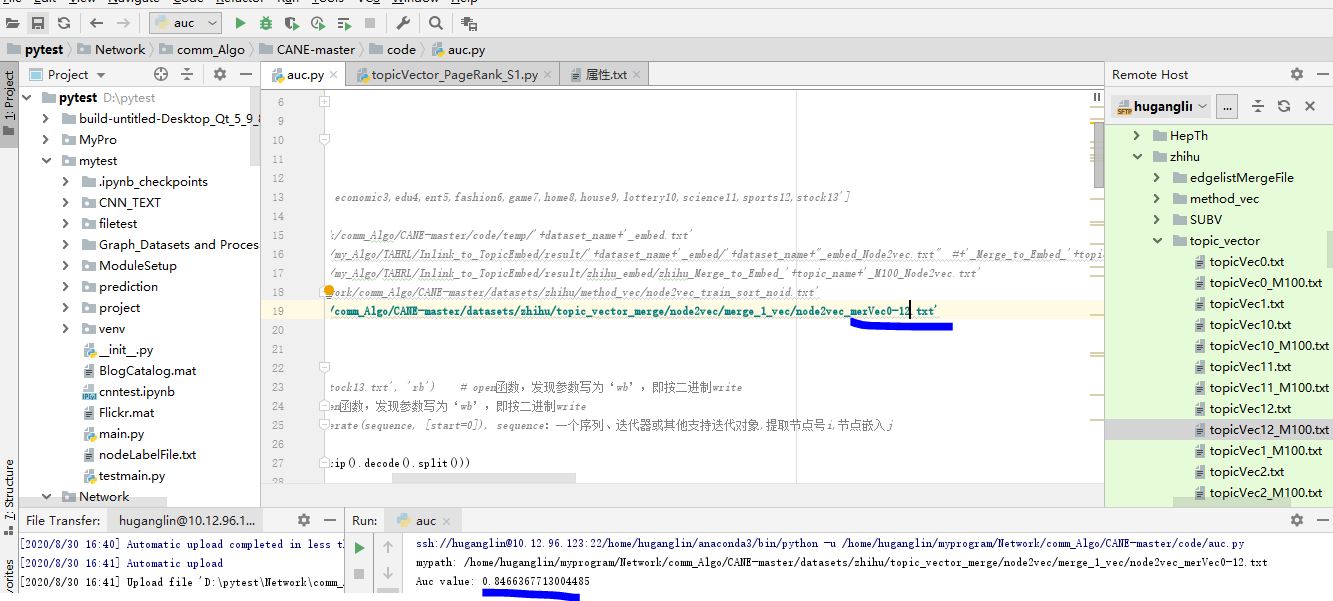 File Edit View Navigate Code Refactor Run Tools VCS Window Help
auc
pytest Network comm_Algo CANE-master code auc.py
1: Project
7: Structure
Project
pytest D:\pytest
build-untitled-Desktop_Qt_5_9_8
MyPro
mytest
.ipynb_checkpoints
CNN_TEXT
filetest
Graph_Datasets and Proces
ModuleSetup
prediction
project
venv
__init__.py
BlogCatalog.mat
cnntest.ipynb
Flickr.mat
main.py
nodeLabelFile.txt
testmain.py
Network
auc.py topicVector_PageRank_S1.py 属性.txt
6
9
10
11
12
13 economic3,edu4,ent5,fashion6,game7,home8,house9,lottery10,science11,sports12,stock13']
14
15 k/comm_Algo/CANE-master/code/temp/'+dataset_name+'_embed.txt'
16 /my_Algo/TAHRL/Inlink_to_TopicEmbed/result/'+dataset_name+'_embed/'+dataset_name+"_embed_Node2vec.txt" #+'_Merge_to_Embed_'+topi
17 /my_Algo/TAHRL/Inlink_to_TopicEmbed/result/zhihu_embed/zhihu_Merge_to_Embed_'+topic_name+'_M100_Node2vec.txt'
18 ork/comm_Algo/CANE-master/datasets/zhihu/method_vec/node2vec_train_sort_noid.txt'
19 /comm_Algo/CANE-master/datasets/zhihu/topic_vector_merge/node2vec/merge_1_vec/node2vec_merVec0-12.txt'
20
21
22
23 tock13.txt', 'rb') # open函数，发现参数写为‘wb’，即按二进制write
24 en函数，发现参数写为‘wb’，即按二进制write
25 erate(sequence, [start=0]), sequence: 一个序列、迭代器或其他支持迭代对象,提取节点号i,节点嵌入j
26
27 rip().decode().split()))
28
Remote Host
huganglin ...
HepTh
zhihu
edgelistMergeFile
method_vec
SUBV
topic_vector
topicVec0.txt
topicVec0_M100.txt
topicVec1.txt
topicVec10.txt
topicVec10_M100.txt
topicVec11.txt
topicVec11_M100.txt
topicVec12.txt
topicVec12_M100.txt
topicVec1_M100.txt
topicVec2.txt
topicVec2_M100.txt
File Transfer: huganglin@10.12.96.1...
[2020/8/30 16:40] Automatic upload completed in less th
[2020/8/30 16:41] Automatic upload
[2020/8/30 16:41] Upload file 'D:\pytest\Network\comm_A
Run: auc
ssh://huganglin@10.12.96.123:22/home/huganglin/anaconda3/bin/python -u /home/huganglin/myprogram/Network/comm_Algo/CANE-master/code/auc.py
mypath: /home/huganglin/myprogram/Network/comm_Algo/CANE-master/datasets/zhihu/topic_vector_merge/node2vec/merge_1_vec/node2vec_merVec0-12.txt
Auc value: 0.8466367713004485